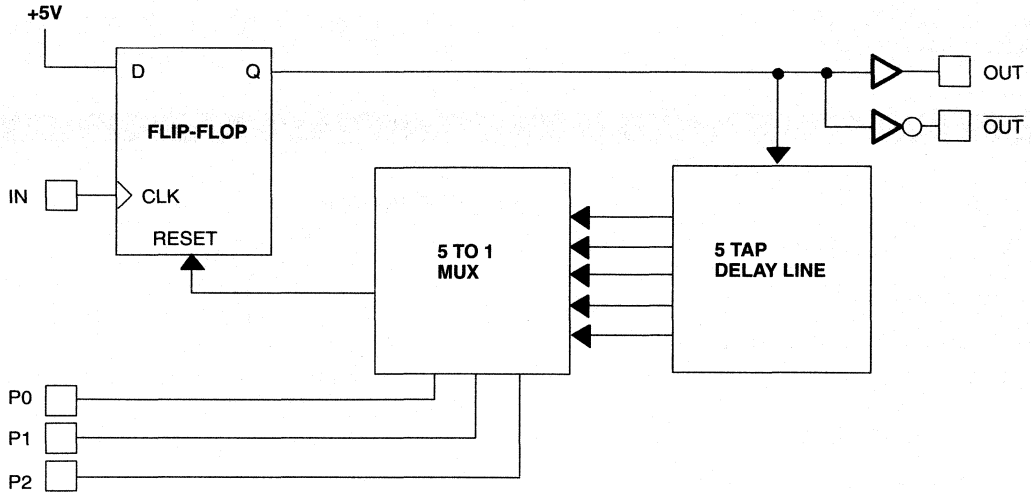 +5V
D
Q
FLIP-FLOP
IN
CLK
RESET
OUT
OUT
5 TO 1
MUX
5 TAP
DELAY LINE
P0
P1
P2